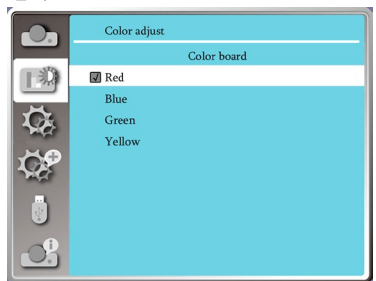 Color adjust
Color board
Red
Blue
Green
Yellow